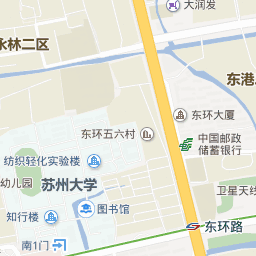 大润发
永林二区
东港
东环大厦
东环五六村
中国邮政
储蓄银行
纺织轻化实验楼
幼儿园
苏州大学
卫星天线
图书馆
知行楼
东环路
南1门